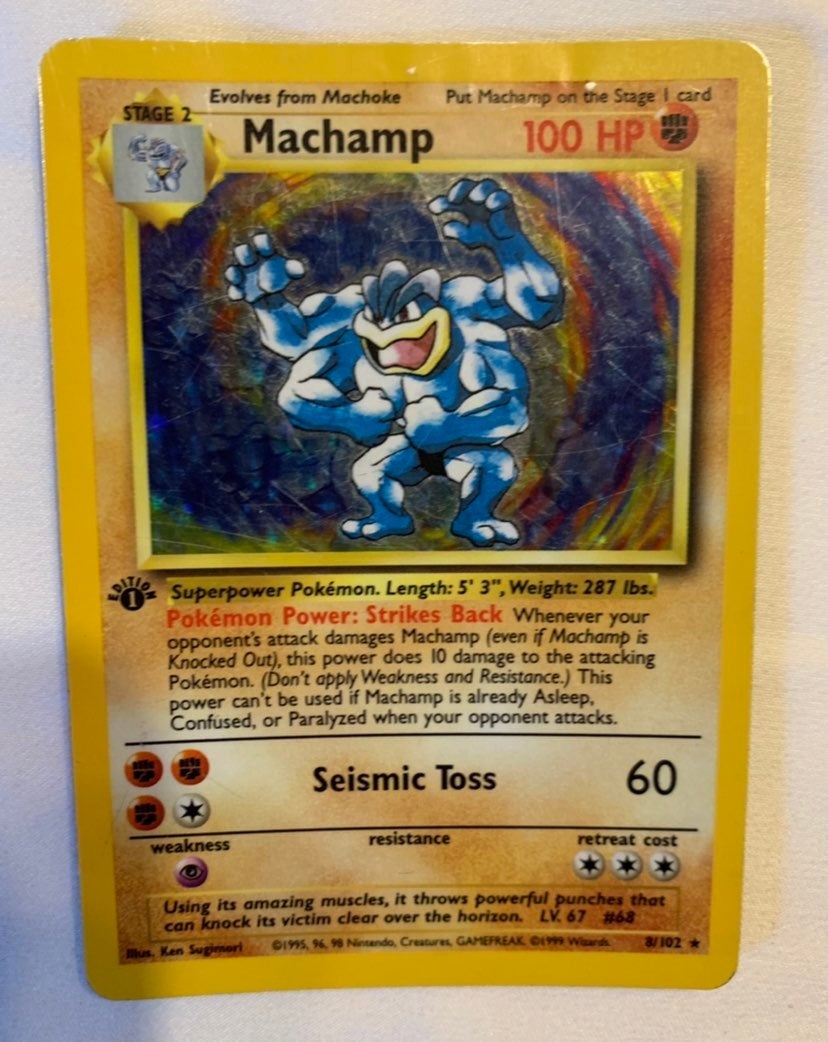 Evolves from Machoke Put Machamp on the Stage 1 card
STAGE 2
Machamp 100 HP
EDITION
1
Superpower Pokémon. Length: 5' 3", Weight: 287 lbs.
Pokémon Power: Strikes Back Whenever your
opponent's attack damages Machamp (even if Machamp is
Knocked Out), this power does 10 damage to the attacking
Pokémon. (Don't apply Weakness and Resistance.) This
power can't be used if Machamp is already Asleep,
Confused, or Paralyzed when your opponent attacks.
Seismic Toss 60
weakness resistance retreat cost
Using its amazing muscles, it throws powerful punches that
can knock its victim clear over the horizon. LV. 67 #68
Illus. Ken Sugimori ©1995, 96, 98 Nintendo, Creatures, GAMEFREAK. ©1999 Wizards. 8/102 ★